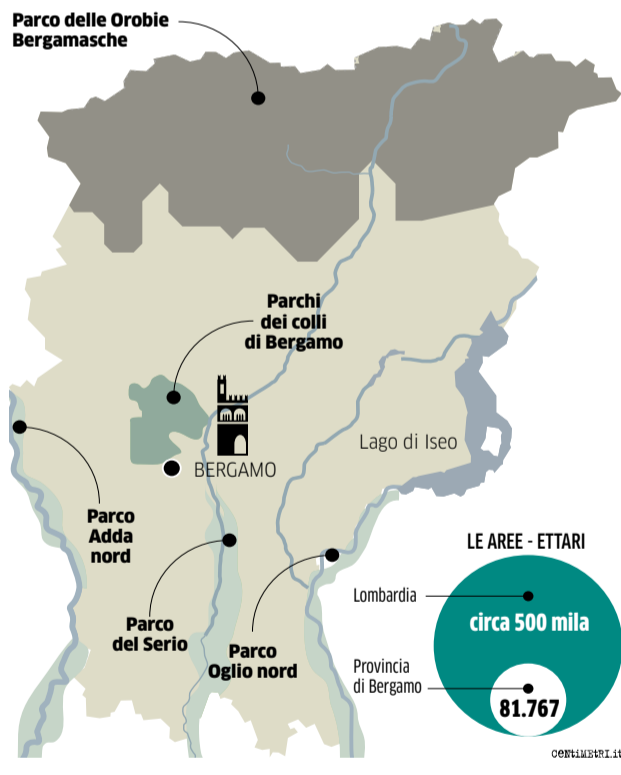 Parco delle Orobie
Bergamasche
Parchi
dei colli
di Bergamo
Lago di Iseo
BERGAMO
Parco
Adda
nord
Parco
del Serio
Parco
Oglio nord
LE AREE - ETTARI
Lombardia
circa 500 mila
Provincia
di Bergamo
81.767
CENTIMETRI.it